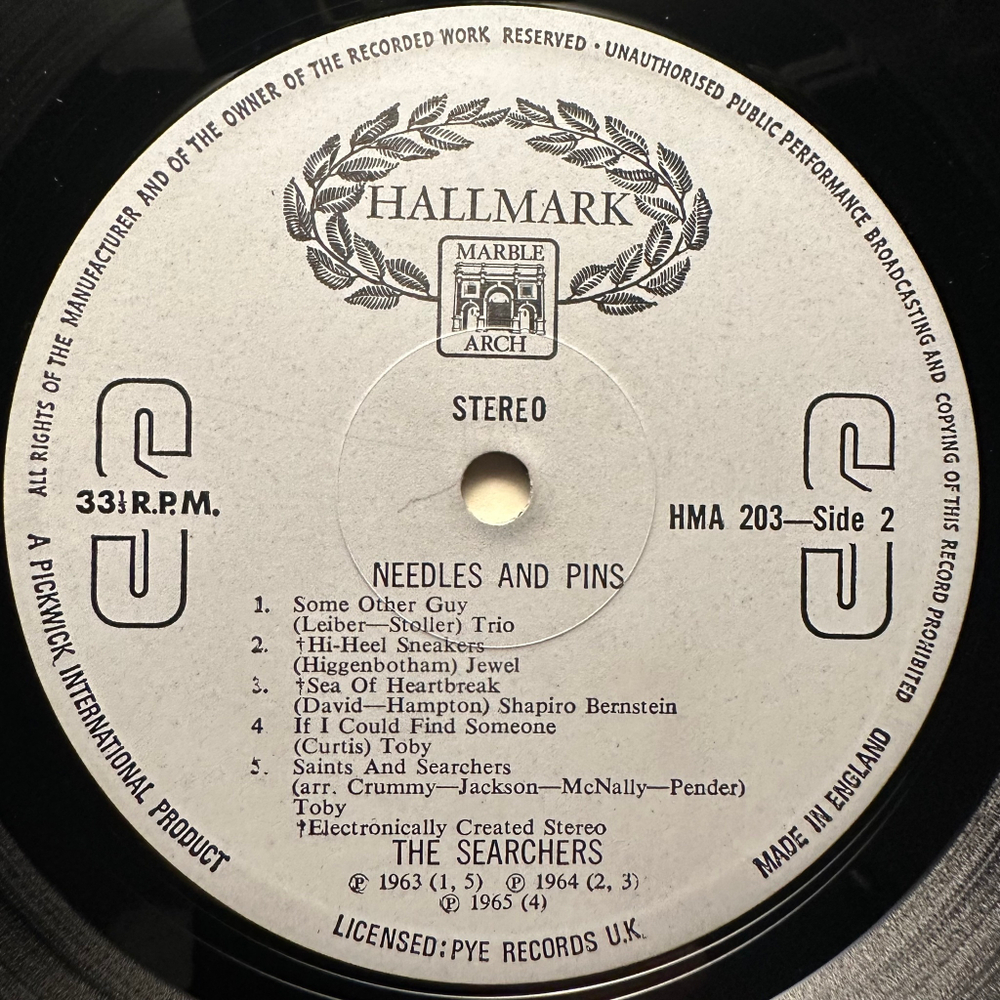 ALL RIGHTS OF THE MANUFACTURER AND OF THE OWNER OF THE RECORDED WORK RESERVED · UNAUTHORISED PUBLIC PERFORMANCE BROADCASTING AND COPYING OF THIS RECORD PROHIBITED
HALLMARK
MARBLE
ARCH
STEREO
33⅓ R.P.M.
HMA 203—Side 2
NEEDLES AND PINS
1. Some Other Guy
(Leiber—Stoller) Trio
2. †Hi-Heel Sneakers
(Higgenbotham) Jewel
3. †Sea Of Heartbreak
(David—Hampton) Shapiro Bernstein
4 If I Could Find Someone
(Curtis) Toby
5. Saints And Searchers
(arr. Crummy—Jackson—McNally—Pender)
Toby
†Electronically Created Stereo
THE SEARCHERS
℗ 1963 (1, 5) ℗ 1964 (2, 3)
℗ 1965 (4)
A PICKWICK INTERNATIONAL PRODUCT
LICENSED: PYE RECORDS U.K.
MADE IN ENGLAND